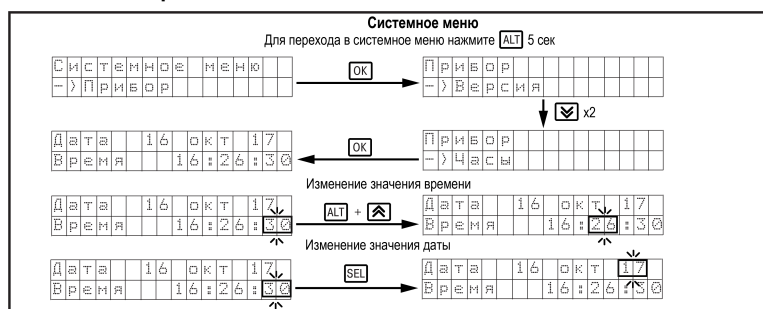 Системное меню
Для перехода в системное меню нажмите ALT 5 сек
Системное меню OK Прибор
->Прибор ->Версия
x2
Дата 16 окт 17 OK Прибор
Время 16:26:30 ->Часы
Изменение значения времени
Дата 16 окт 17 ALT + Дата 16 окт 17
Время 16:26:30 Время 16:26:30
Изменение значения даты
Дата 16 окт 17 SEL Дата 16 окт 17
Время 16:26:30 Время 16:26:30